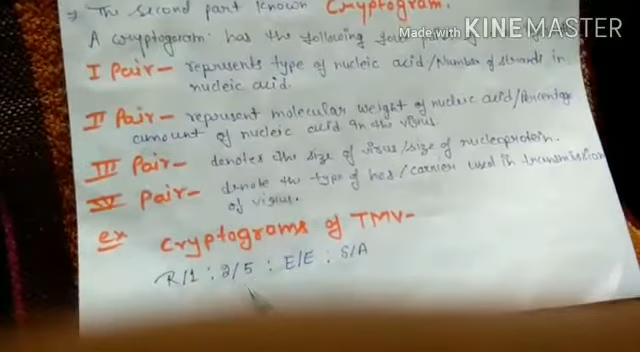 → The second part known Cryptogram.
A cryptogram has the following four pairs
Made with KINEMASTER
I Pair - represents type of nucleic acid/Number of strands in
nucleic acid.
II Pair - represent molecular weight of nucleic acid/Percentage
amount of nucleic acid in the virus.
III Pair - denotes the size of virus/size of nucleoprotein.
IV Pair - denote the type of hos/carrier used in transmission
of virus.
ex Cryptograms of TMV-
R/1 : 2/5 : E/E : S/A